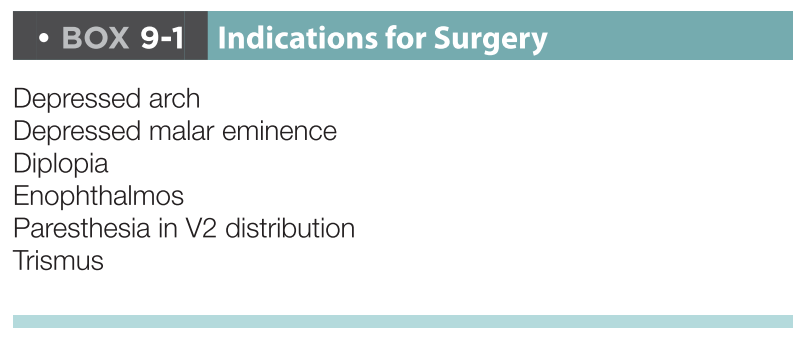 • BOX 9-1 Indications for Surgery
Depressed arch
Depressed malar eminence
Diplopia
Enophthalmos
Paresthesia in V2 distribution
Trismus